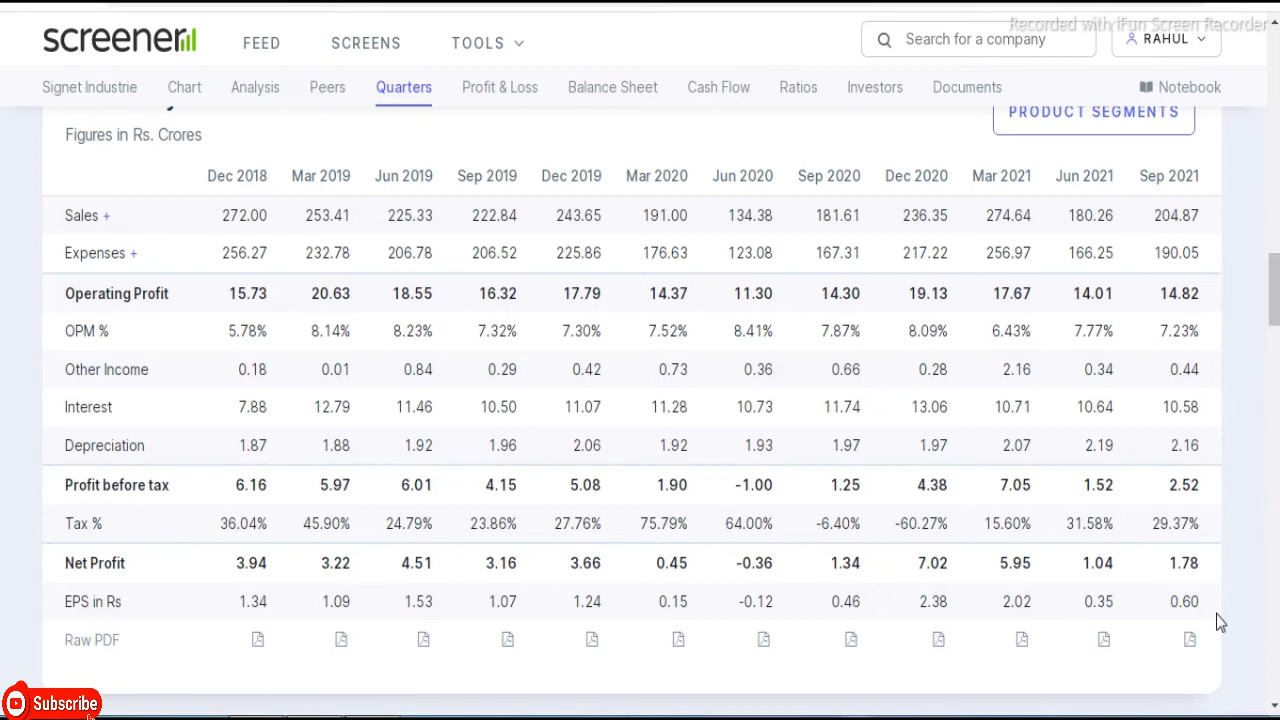 Recorded with iFun Screen Recorder
screener
FEED SCREENS TOOLS
Search for a company
RAHUL
Signet Industrie Chart Analysis Peers Quarters Profit & Loss Balance Sheet Cash Flow Ratios Investors Documents Notebook
PRODUCT SEGMENTS
Figures in Rs. Crores
Dec 2018 Mar 2019 Jun 2019 Sep 2019 Dec 2019 Mar 2020 Jun 2020 Sep 2020 Dec 2020 Mar 2021 Jun 2021 Sep 2021
Sales + 272.00 253.41 225.33 222.84 243.65 191.00 134.38 181.61 236.35 274.64 180.26 204.87
Expenses + 256.27 232.78 206.78 206.52 225.86 176.63 123.08 167.31 217.22 256.97 166.25 190.05
Operating Profit 15.73 20.63 18.55 16.32 17.79 14.37 11.30 14.30 19.13 17.67 14.01 14.82
OPM % 5.78% 8.14% 8.23% 7.32% 7.30% 7.52% 8.41% 7.87% 8.09% 6.43% 7.77% 7.23%
Other Income 0.18 0.01 0.84 0.29 0.42 0.73 0.36 0.66 0.28 2.16 0.34 0.44
Interest 7.88 12.79 11.46 10.50 11.07 11.28 10.73 11.74 13.06 10.71 10.64 10.58
Depreciation 1.87 1.88 1.92 1.96 2.06 1.92 1.93 1.97 1.97 2.07 2.19 2.16
Profit before tax 6.16 5.97 6.01 4.15 5.08 1.90 -1.00 1.25 4.38 7.05 1.52 2.52
Tax % 36.04% 45.90% 24.79% 23.86% 27.76% 75.79% 64.00% -6.40% -60.27% 15.60% 31.58% 29.37%
Net Profit 3.94 3.22 4.51 3.16 3.66 0.45 -0.36 1.34 7.02 5.95 1.04 1.78
EPS in Rs 1.34 1.09 1.53 1.07 1.24 0.15 -0.12 0.46 2.38 2.02 0.35 0.60
Raw PDF
Subscribe